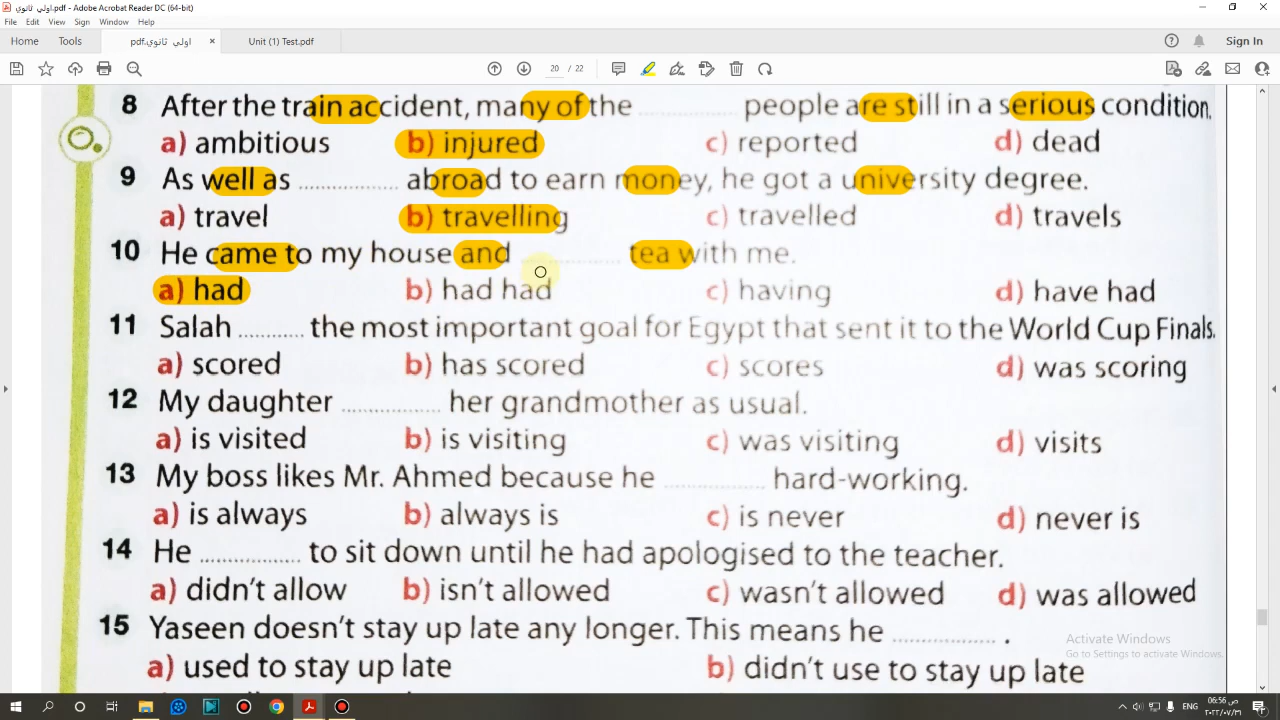 اولي ثانوي.pdf - Adobe Acrobat Reader DC (64-bit)
File Edit View Sign Window Help
Home Tools اولي ثانوي.pdf × Unit (1) Test.pdf Sign In
20 / 22
8 After the train accident, many of the .................. people are still in a serious condition.
a) ambitious b) injured c) reported d) dead
9 As well as .................. abroad to earn money, he got a university degree.
a) travel b) travelling c) travelled d) travels
10 He came to my house and .................. tea with me.
a) had b) had had c) having d) have had
11 Salah ........... the most important goal for Egypt that sent it to the World Cup Finals.
a) scored b) has scored c) scores d) was scoring
12 My daughter .................. her grandmother as usual.
a) is visited b) is visiting c) was visiting d) visits
13 My boss likes Mr. Ahmed because he .................. hard-working.
a) is always b) always is c) is never d) never is
14 He .................. to sit down until he had apologised to the teacher.
a) didn't allow b) isn't allowed c) wasn't allowed d) was allowed
15 Yaseen doesn't stay up late any longer. This means he .................. .
a) used to stay up late b) didn't use to stay up late
Activate Windows
Go to Settings to activate Windows.
ENG ص 06:56
٢٠٢٢/٠٧/٣١